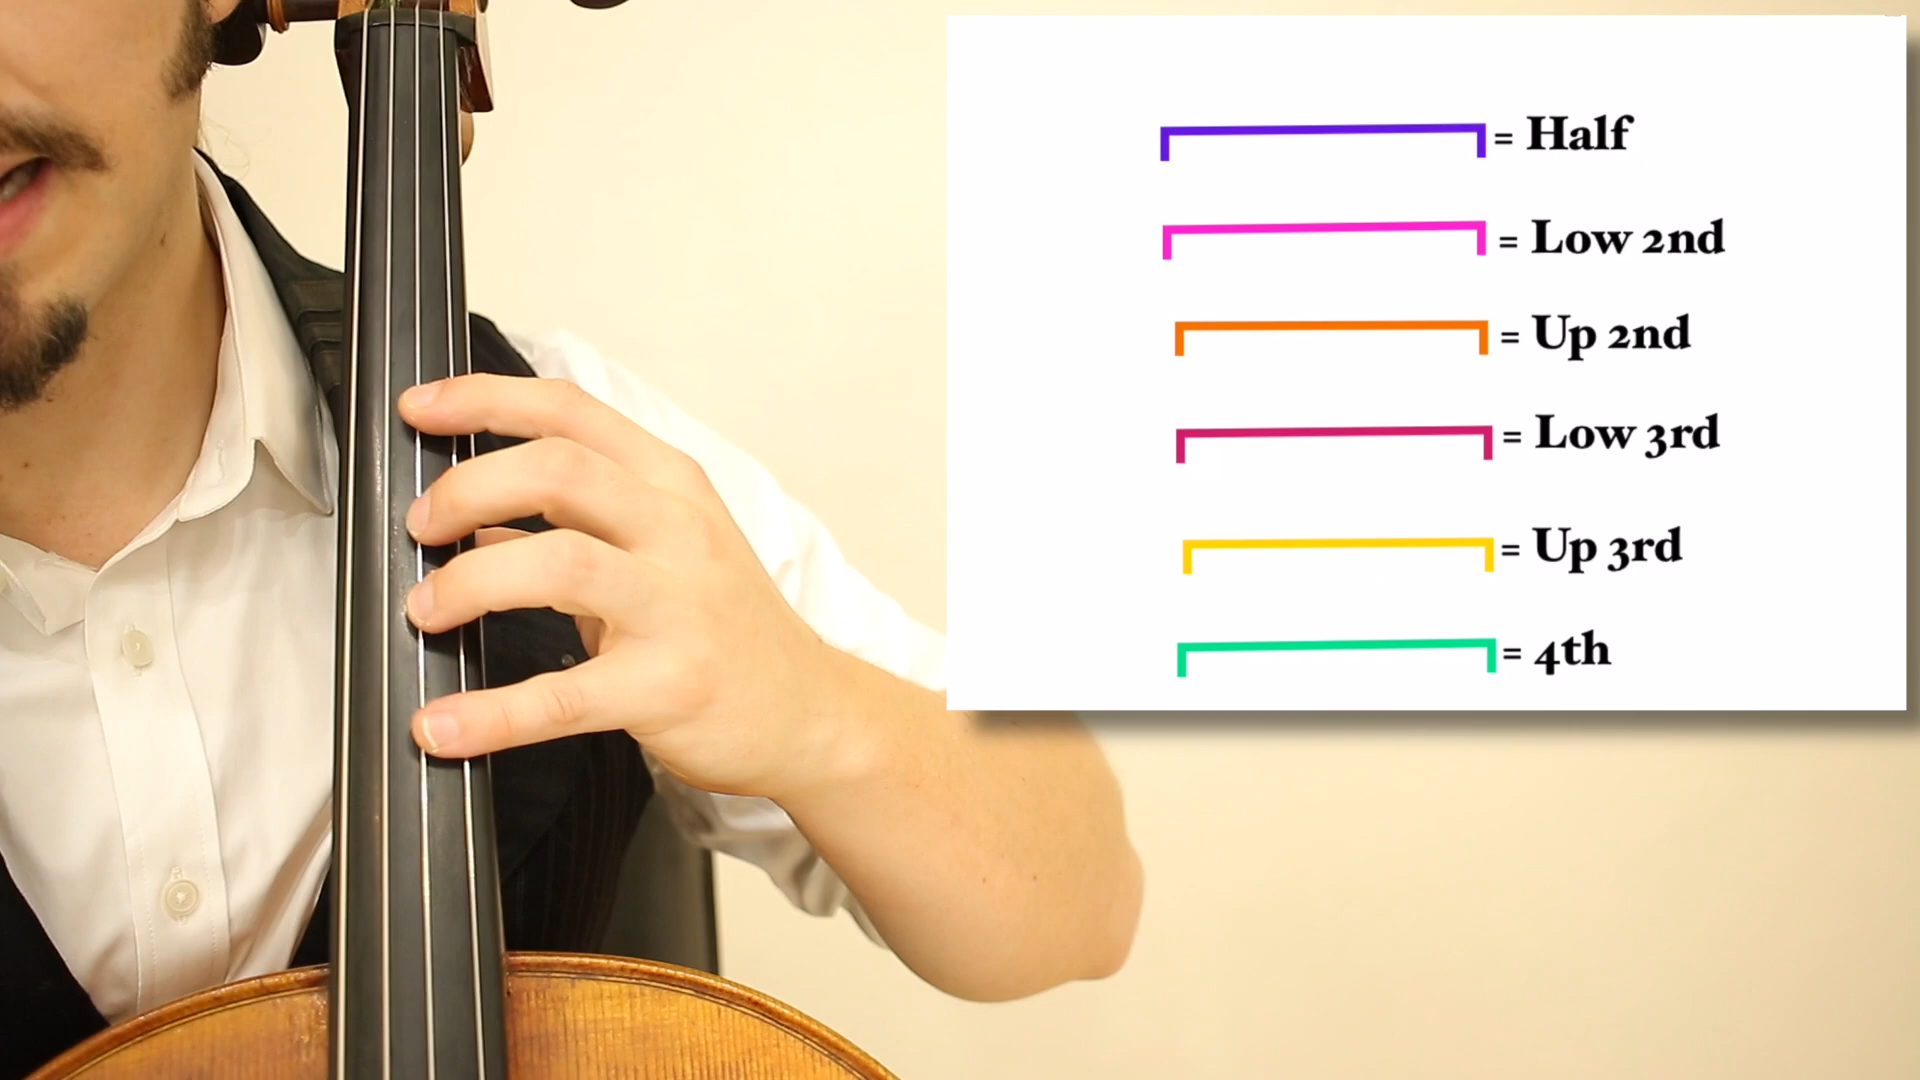 = Half
= Low 2nd
= Up 2nd
= Low 3rd
= Up 3rd
= 4th